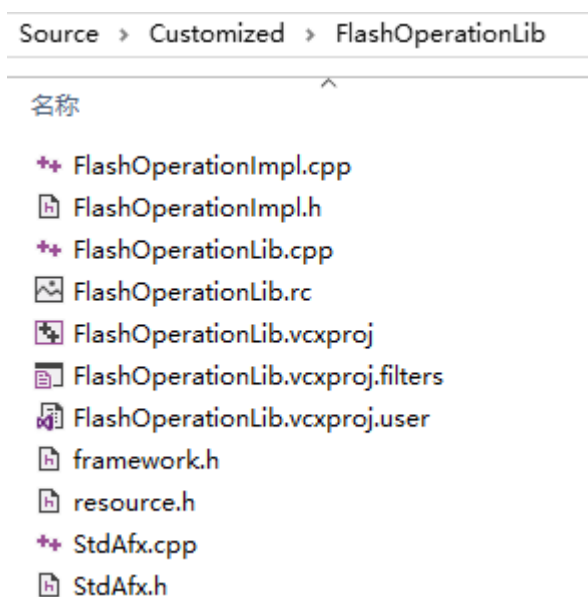 Source > Customized > FlashOperationLib
名称
FlashOperationImpl.cpp
FlashOperationImpl.h
FlashOperationLib.cpp
FlashOperationLib.rc
FlashOperationLib.vcxproj
FlashOperationLib.vcxproj.filters
FlashOperationLib.vcxproj.user
framework.h
resource.h
StdAfx.cpp
StdAfx.h